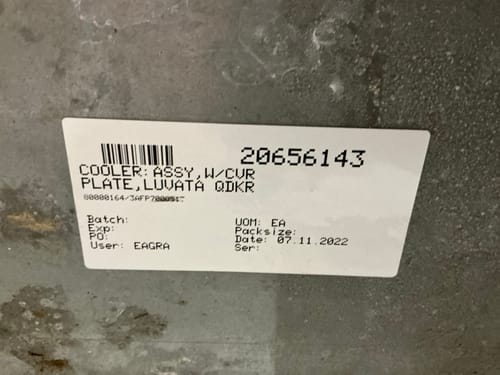 20656143
COOLER:ASSY,W/CVR
PLATE,LUVATA QDKR
Batch:
Exp:
PO:
User: EAGRA
UOM: EA
Packsize:
Date: 07.11.2022
Ser: